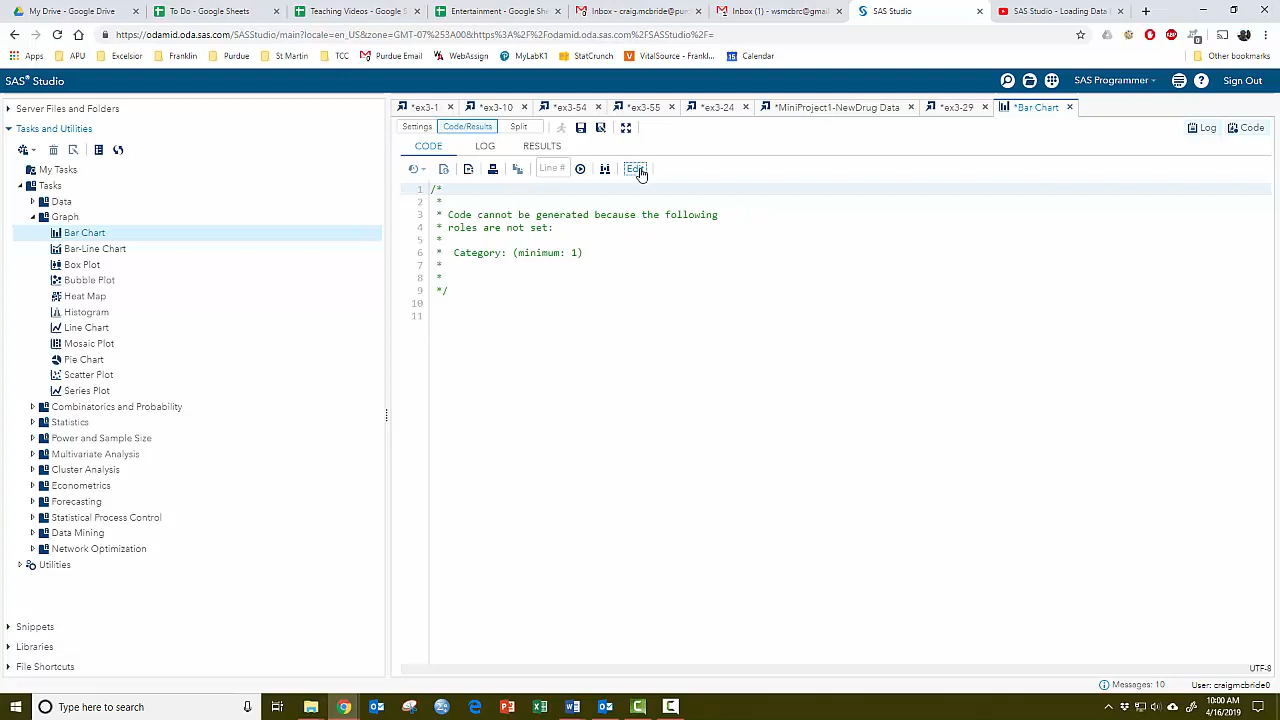 My Drive - Google Drive
To Do - Google Sheets
Teaching Videos - Google S
Entertainment - Google She
Inbox - craig.mcbride@pur
Inbox (1) - wsmcbrc@gmail
SAS Studio
SAS Studio - Loading Data
https://odamid.oda.sas.com/SASStudio/main?locale=en_US&zone=GMT-07%253A00&https%3A%2F%2Fodamid.oda.sas.com%2FSASStudio%2F=
Apps
APU
Excelsior
Franklin
Purdue
St Martin
TCC
Purdue Email
WebAssign
MyLabK1
StatCrunch
VitalSource - Frankl...
Calendar
Other bookmarks
SAS® Studio
SAS Programmer
Sign Out
Server Files and Folders
*ex3-1
*ex3-10
*ex3-54
*ex3-55
*ex3-24
*MiniProject1-NewDrug Data
*ex3-29
*Bar Chart
Tasks and Utilities
Settings
Code/Results
Split
Log
Code
CODE
LOG
RESULTS
Line #
My Tasks
Tasks
Data
Graph
Bar Chart
Bar-Line Chart
Box Plot
Bubble Plot
Heat Map
Histogram
Line Chart
Mosaic Plot
Pie Chart
Scatter Plot
Series Plot
Combinatorics and Probability
Statistics
Power and Sample Size
Multivariate Analysis
Cluster Analysis
Econometrics
Forecasting
Statistical Process Control
Data Mining
Network Optimization
Utilities
Snippets
Libraries
File Shortcuts
1 /*
2 *
3 * Code cannot be generated because the following
4 * roles are not set:
5 *
6 * Category: (minimum: 1)
7 *
8 *
9 */
10
11
UTF-8
Messages: 10
User: craigmcbride0
Type here to search
10:00 AM
4/16/2019